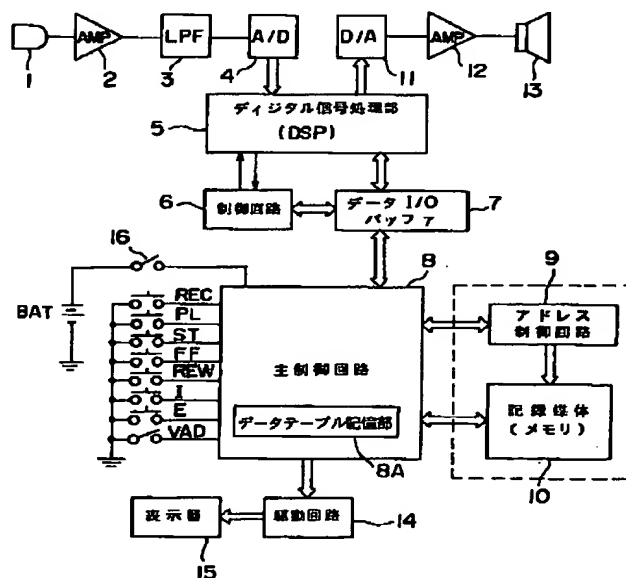 AMP
LPF
A/D
D/A
AMP
1
2
3
4
11
12
13
ディジタル信号処理部
(DSP)
5
制御回路
6
データ I/O
バッファ
7
16
8
9
BAT
REC
PL
ST
FF
REW
I
E
VAD
主制御回路
データテーブル記憶部
8A
アドレス
制御回路
記録媒体
(メモリ)
10
表示器
駆動回路
14
15